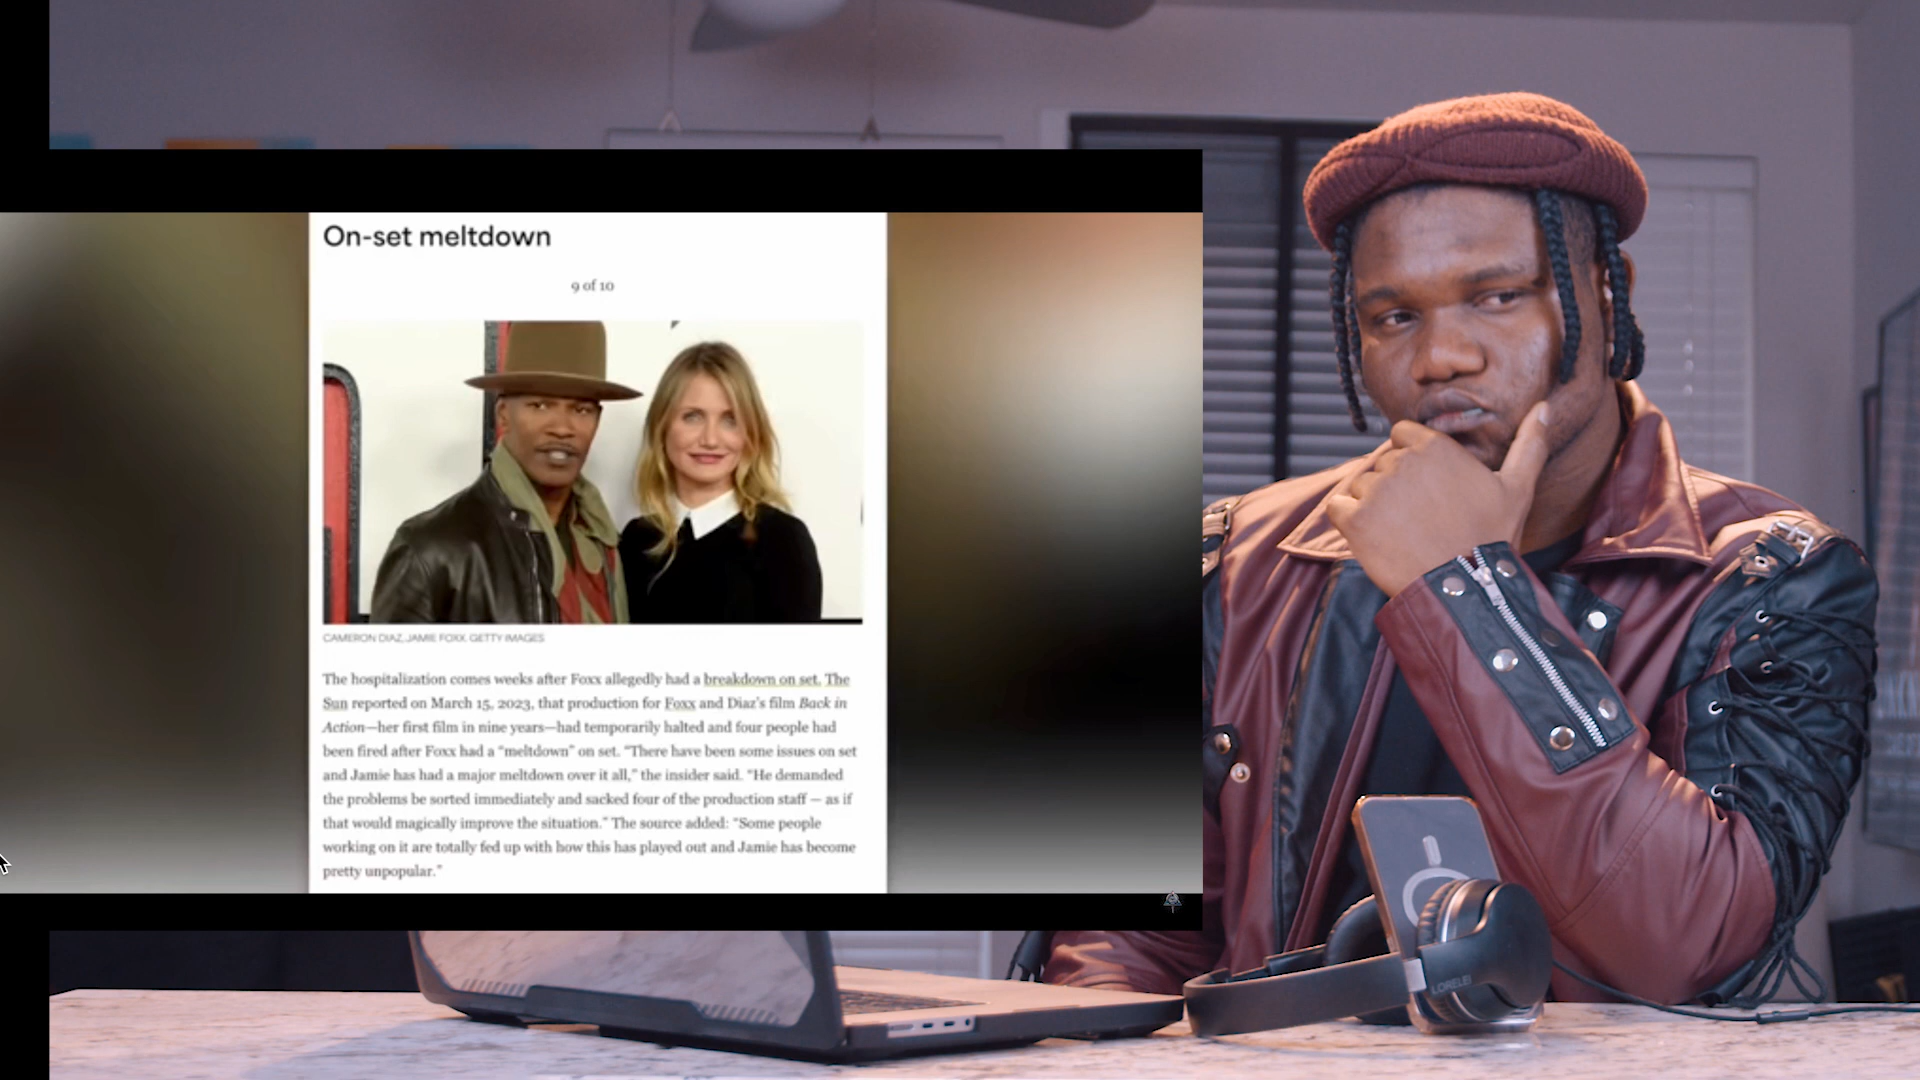 On-set meltdown
9 of 10
CAMERON DIAZ, JAMIE FOXX. GETTY IMAGES
The hospitalization comes weeks after Foxx allegedly had a breakdown on set. The
Sun reported on March 15, 2023, that production for Foxx and Diaz's film Back in
Action—her first film in nine years—had temporarily halted and four people had
been fired after Foxx had a “meltdown” on set. “There have been some issues on set
and Jamie has had a major meltdown over it all,” the insider said. “He demanded
the problems be sorted immediately and sacked four of the production staff — as if
that would magically improve the situation.” The source added: “Some people
working on it are totally fed up with how this has played out and Jamie has become
pretty unpopular.”
LORELEI